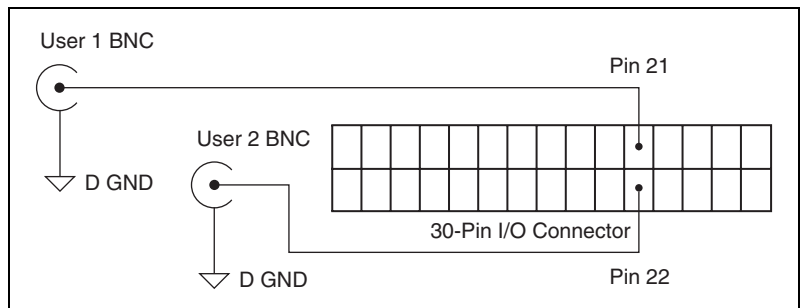 User 1 BNC
Pin 21
User 2 BNC
D GND
30-Pin I/O Connector
D GND
Pin 22